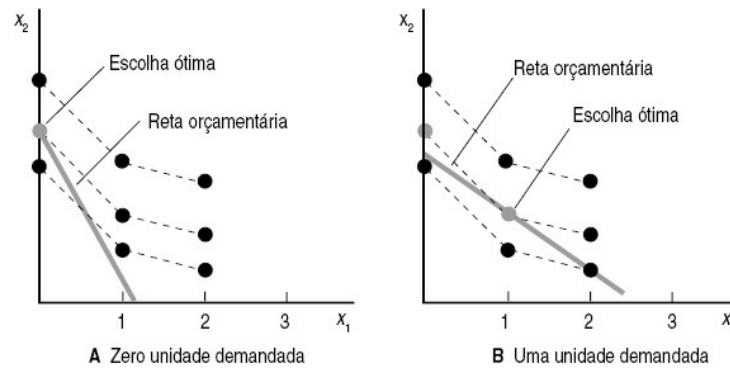 x₂
Escolha ótima
Reta orçamentária
1 2 3 x₁
A Zero unidade demandada
x₂
Reta orçamentária
Escolha ótima
1 2 3 x
B Uma unidade demandada